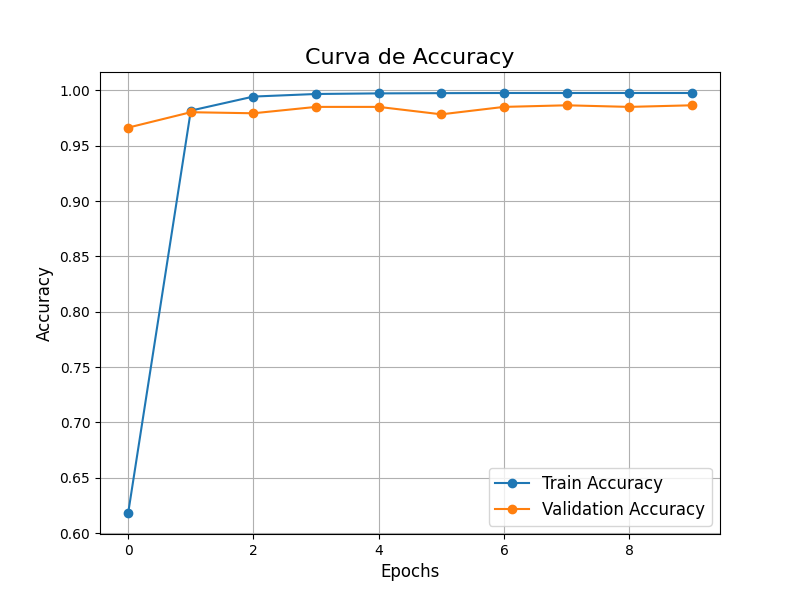 Curva de Accuracy
1.00
0.95
0.90
0.85
0.80
0.75
0.70
0.65
0.60
Accuracy
0 2 4 6 8
Epochs
Train Accuracy
Validation Accuracy